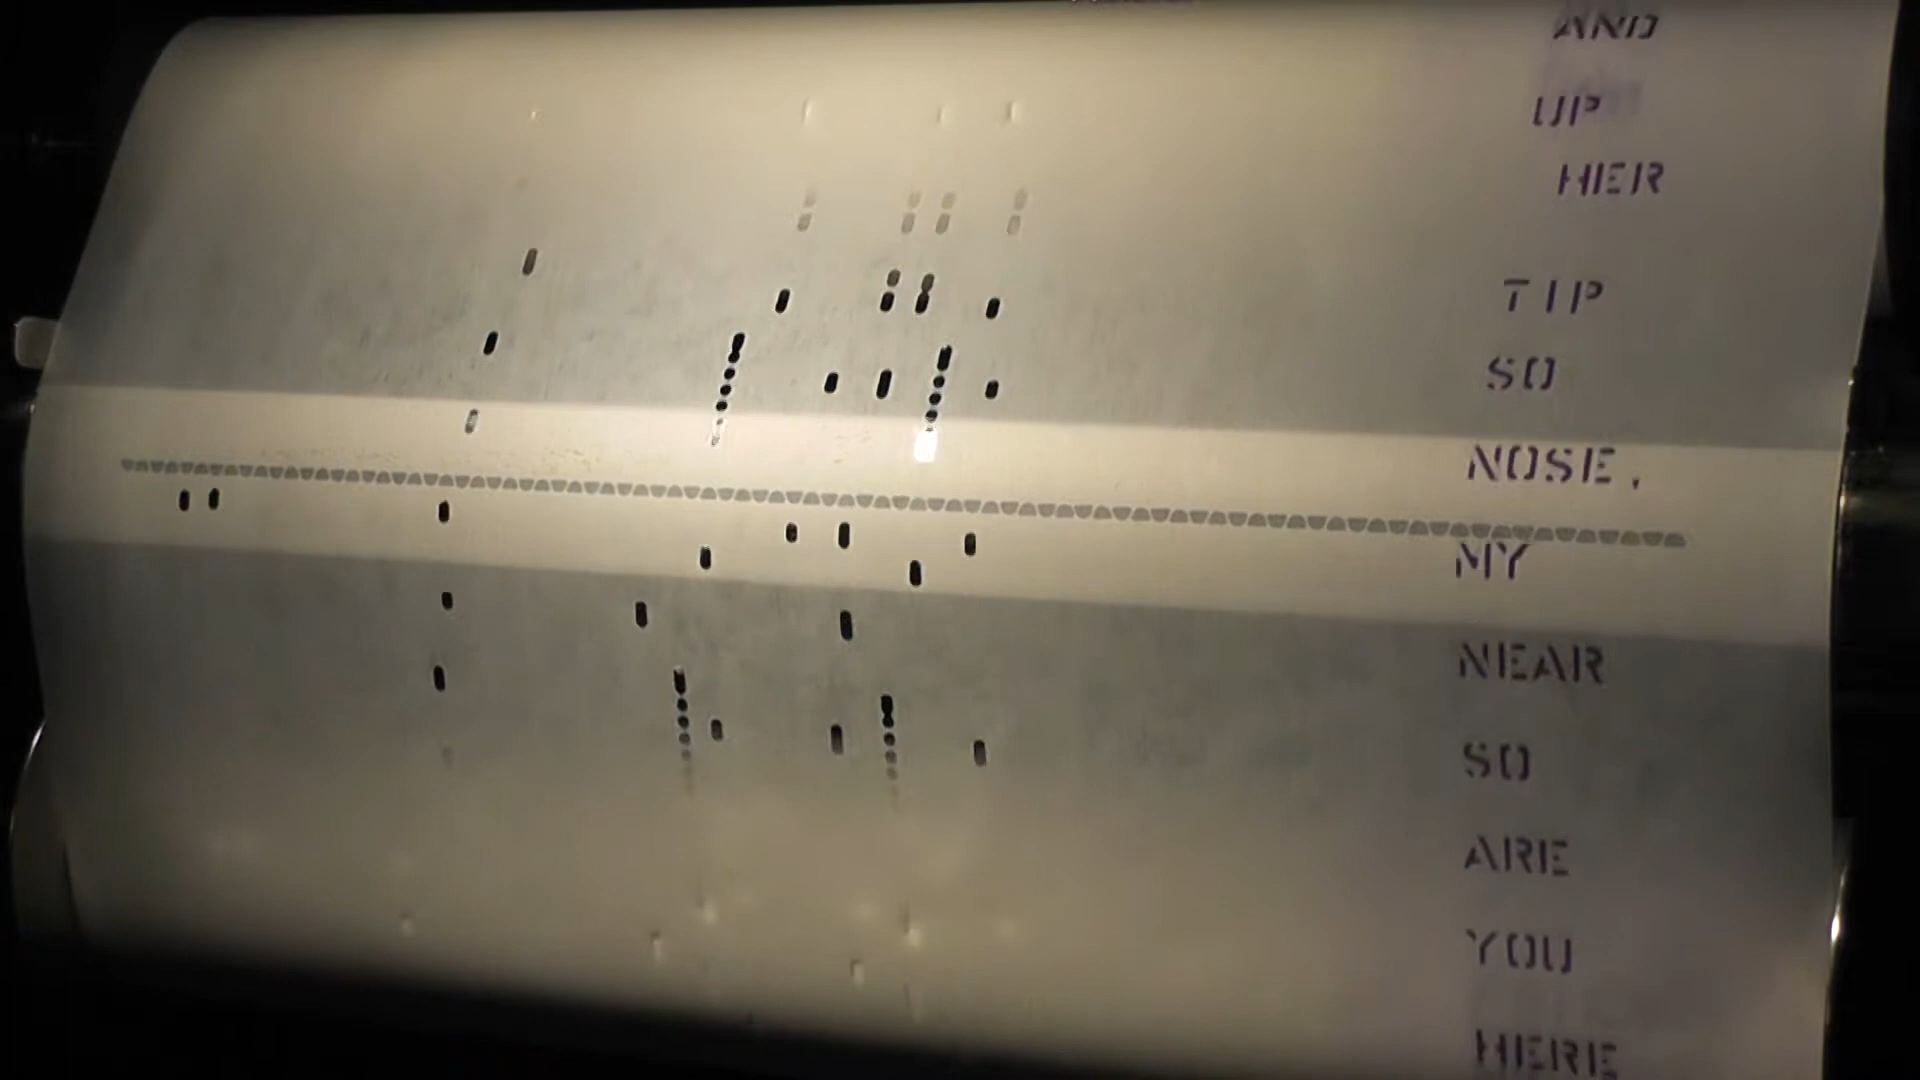 AND
UP
HER
TIP
SO
NOSE,
MY
NEAR
SO
ARE
YOU
HERE